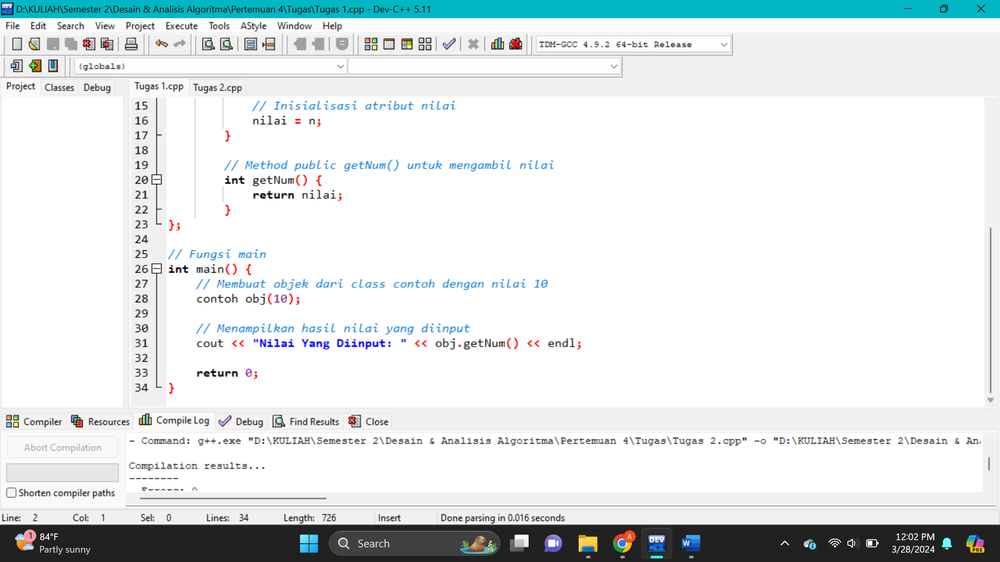 D:\KULIAH\Semester 2\Desain & Analisis Algoritma\Pertemuan 4\Tugas\Tugas 1.cpp - Dev-C++ 5.11
File Edit Search View Project Execute Tools AStyle Window Help
TDM-GCC 4.9.2 64-bit Release
(globals)
Project Classes Debug
Tugas 1.cpp Tugas 2.cpp
15 // Inisialisasi atribut nilai
16 nilai = n;
17 }
18
19 // Method public getNum() untuk mengambil nilai
20 int getNum() {
21 return nilai;
22 }
23 };
24
25 // Fungsi main
26 int main() {
27 // Membuat objek dari class contoh dengan nilai 10
28 contoh obj(10);
29
30 // Menampilkan hasil nilai yang diinput
31 cout << "Nilai Yang Diinput: " << obj.getNum() << endl;
32
33 return 0;
34 }
Compiler Resources Compile Log Debug Find Results Close
Abort Compilation
Shorten compiler paths
- Command: g++.exe "D:\KULIAH\Semester 2\Desain & Analisis Algoritma\Pertemuan 4\Tugas\Tugas 2.cpp" -o "D:\KULIAH\Semester 2\Desain & An
Compilation results...
--------
- Errors: 0
Line: 2 Col: 1 Sel: 0 Lines: 34 Length: 726 Insert Done parsing in 0.016 seconds
1
84°F
Partly sunny
Search
A
DEV
C++
W
PRE
12:02 PM
3/28/2024